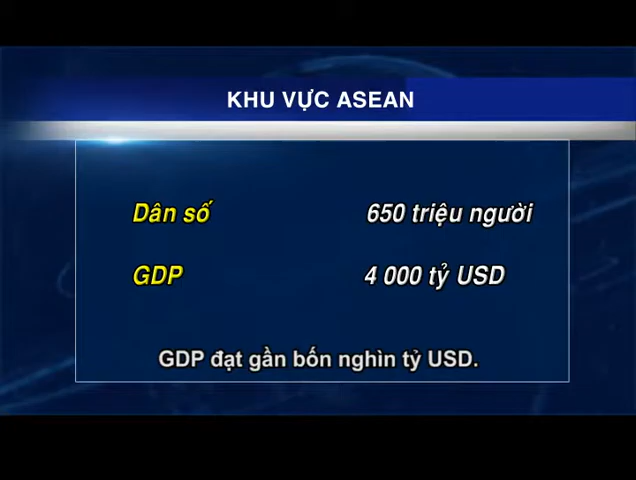 KHU VỰC ASEAN
Dân số 650 triệu người
GDP 4 000 tỷ USD
GDP đạt gần bốn nghìn tỷ USD.